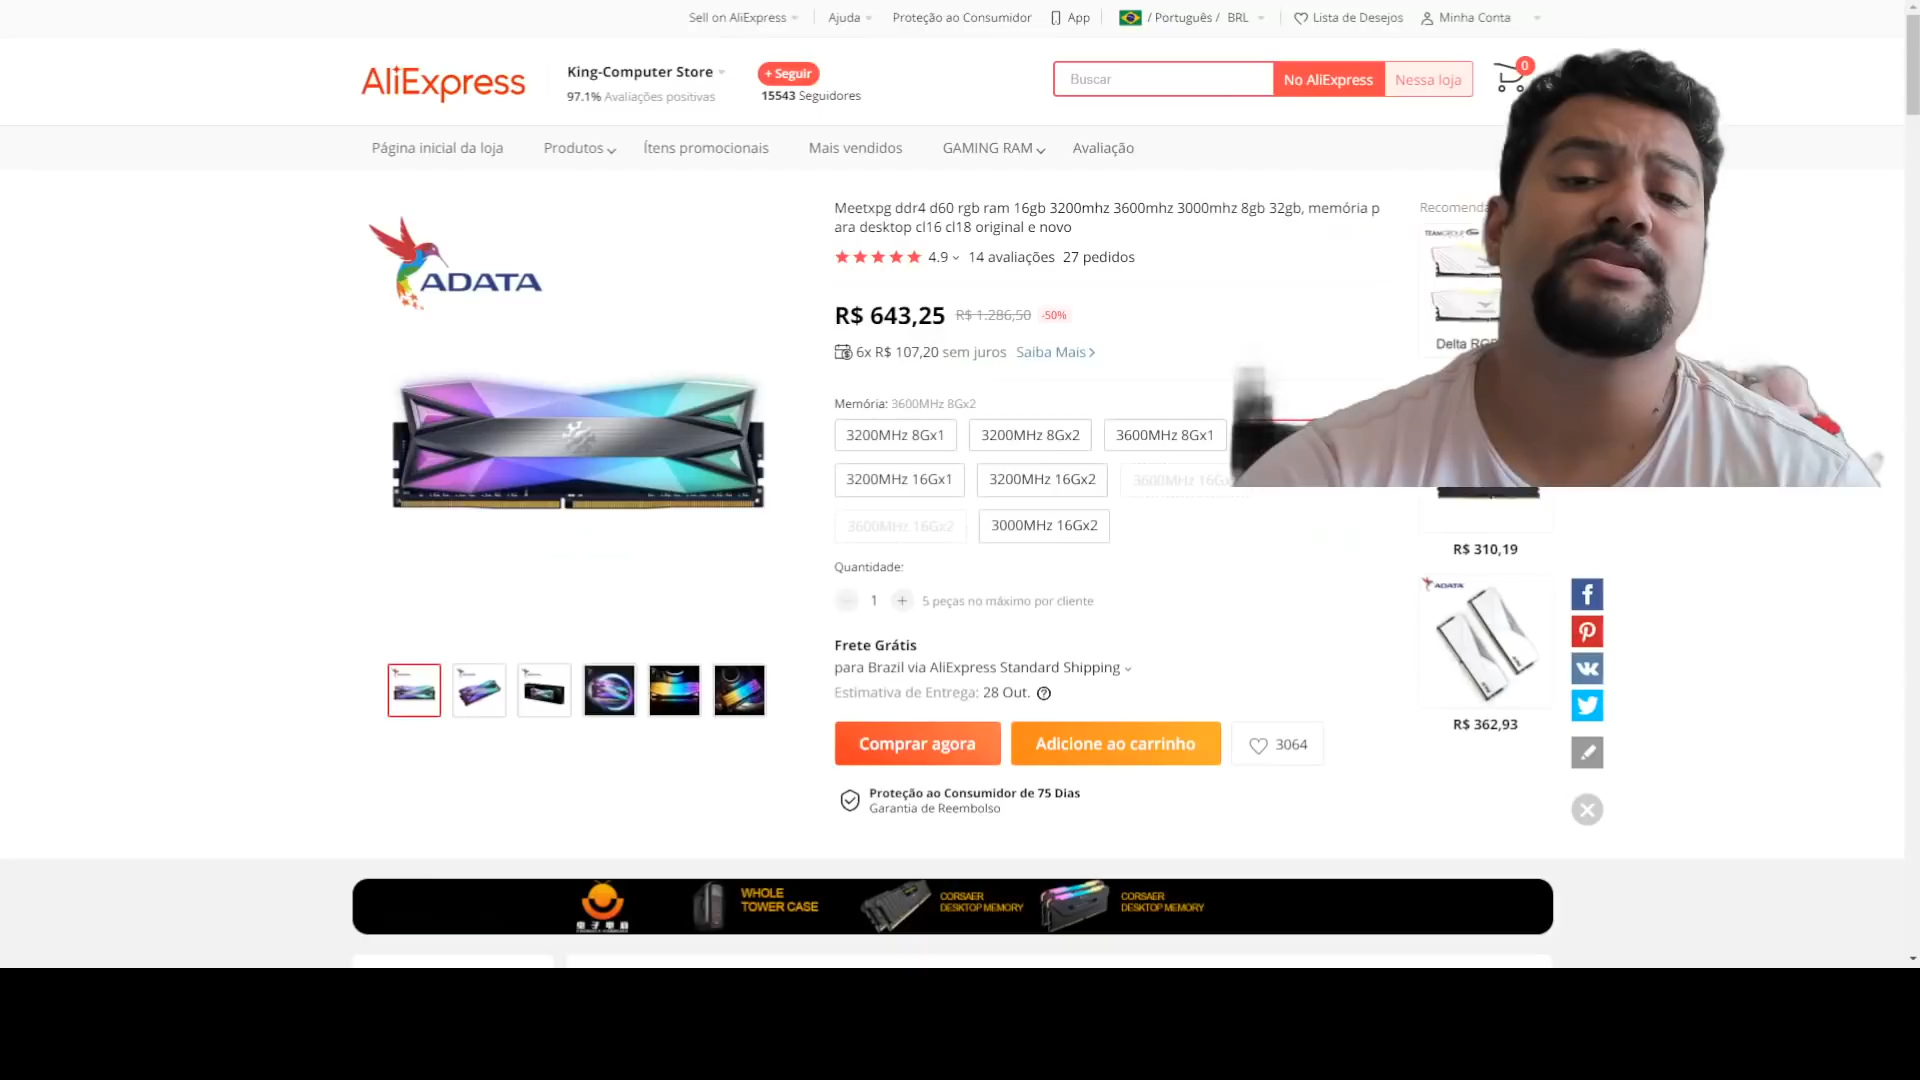 Sell on AliExpress
Ajuda
Proteção ao Consumidor
App
/ Português / BRL
Lista de Desejos
Minha Conta
AliExpress
King-Computer Store
97.1% Avaliações positivas
+ Seguir
15543 Seguidores
Buscar
No AliExpress
Nessa loja
0
Página inicial da loja
Produtos
Ítens promocionais
Mais vendidos
GAMING RAM
Avaliação
ADATA
Meetxpg ddr4 d60 rgb ram 16gb 3200mhz 3600mhz 3000mhz 8gb 32gb, memória p
ara desktop cl16 cl18 original e novo
4.9 14 avaliações 27 pedidos
R$ 643,25 R$ 1.286,50 -50%
6x R$ 107,20 sem juros Saiba Mais
Memória: 3600MHz 8Gx2
3200MHz 8Gx1
3200MHz 8Gx2
3600MHz 8Gx1
3200MHz 16Gx1
3200MHz 16Gx2
3600MHz
3600MHz 16Gx2
3000MHz 16Gx2
Quantidade:
1
5 peças no máximo por cliente
Frete Grátis
para Brazil via AliExpress Standard Shipping
Estimativa de Entrega: 28 Out.
Comprar agora
Adicione ao carrinho
3064
Proteção ao Consumidor de 75 Dias
Garantia de Reembolso
TEAMGROUP
Delta
R$ 310,19
ADATA
R$ 362,93
WHOLE
TOWER CASE
CORSAER
DESKTOP MEMORY
CORSAER
DESKTOP MEMORY